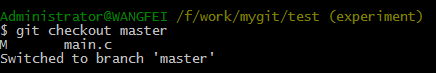 Administrator@WANGFEI /f/work/mygit/test (experiment)
$ git checkout master
M       main.c
Switched to branch 'master'